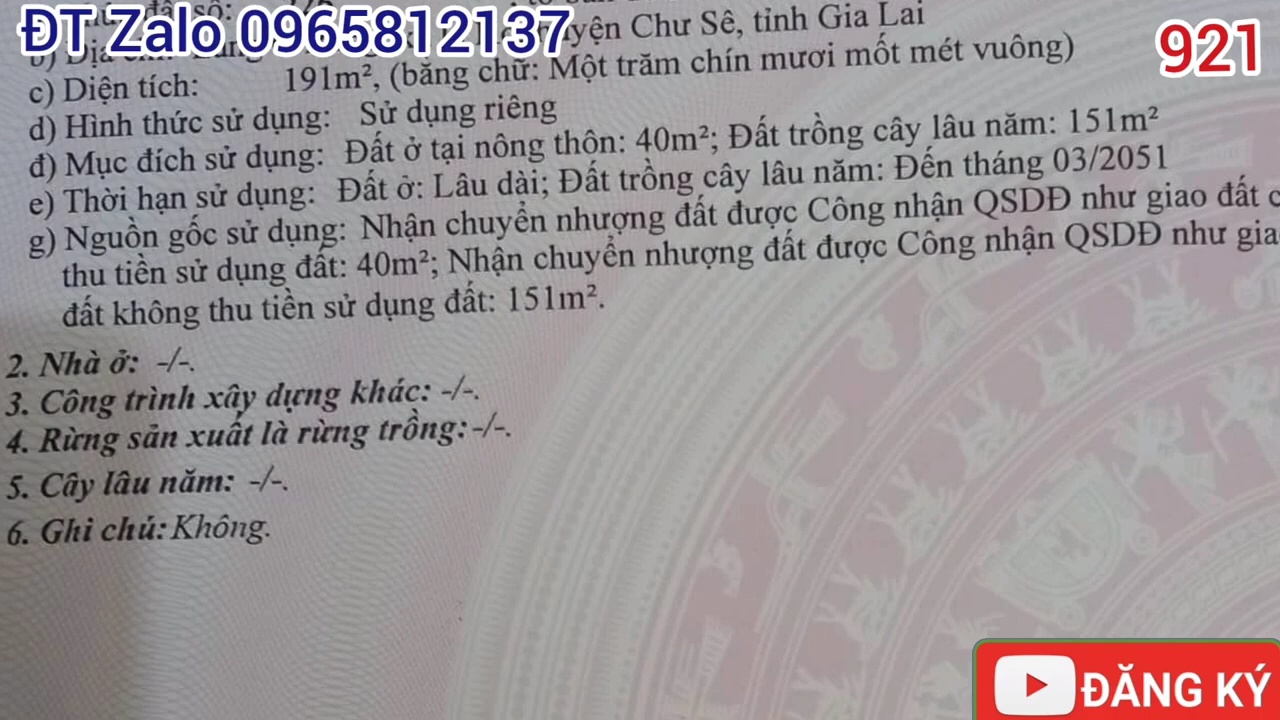 ĐT Zalo 0965812137
921
b) Địa chỉ: huyện Chư Sê, tỉnh Gia Lai
c) Diện tích: 191m², (bằng chữ: Một trăm chín mươi mốt mét vuông)
d) Hình thức sử dụng: Sử dụng riêng
đ) Mục đích sử dụng: Đất ở tại nông thôn: 40m²; Đất trồng cây lâu năm: 151m²
e) Thời hạn sử dụng: Đất ở: Lâu dài; Đất trồng cây lâu năm: Đến tháng 03/2051
g) Nguồn gốc sử dụng: Nhận chuyển nhượng đất được Công nhận QSDĐ như giao đất
thu tiền sử dụng đất: 40m²; Nhận chuyển nhượng đất được Công nhận QSDĐ như gia
đất không thu tiền sử dụng đất: 151m².
2. Nhà ở: -/-.
3. Công trình xây dựng khác: -/-.
4. Rừng sản xuất là rừng trồng: -/-.
5. Cây lâu năm: -/-.
6. Ghi chú: Không.
ĐĂNG KÝ